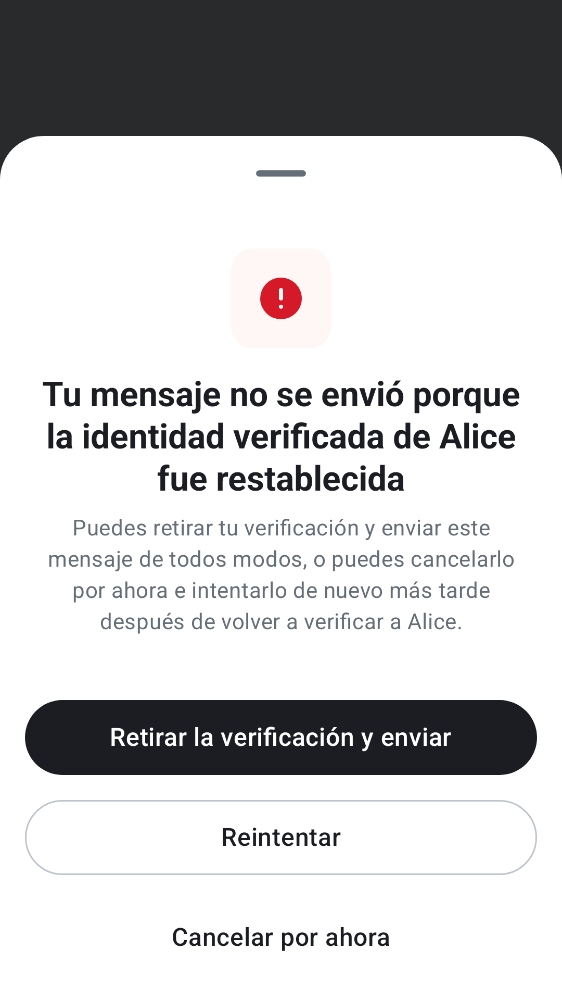 Tu mensaje no se envió porque
la identidad verificada de Alice
fue restablecida
Puedes retirar tu verificación y enviar este
mensaje de todos modos, o puedes cancelarlo
por ahora e intentarlo de nuevo más tarde
después de volver a verificar a Alice.
Retirar la verificación y enviar
Reintentar
Cancelar por ahora